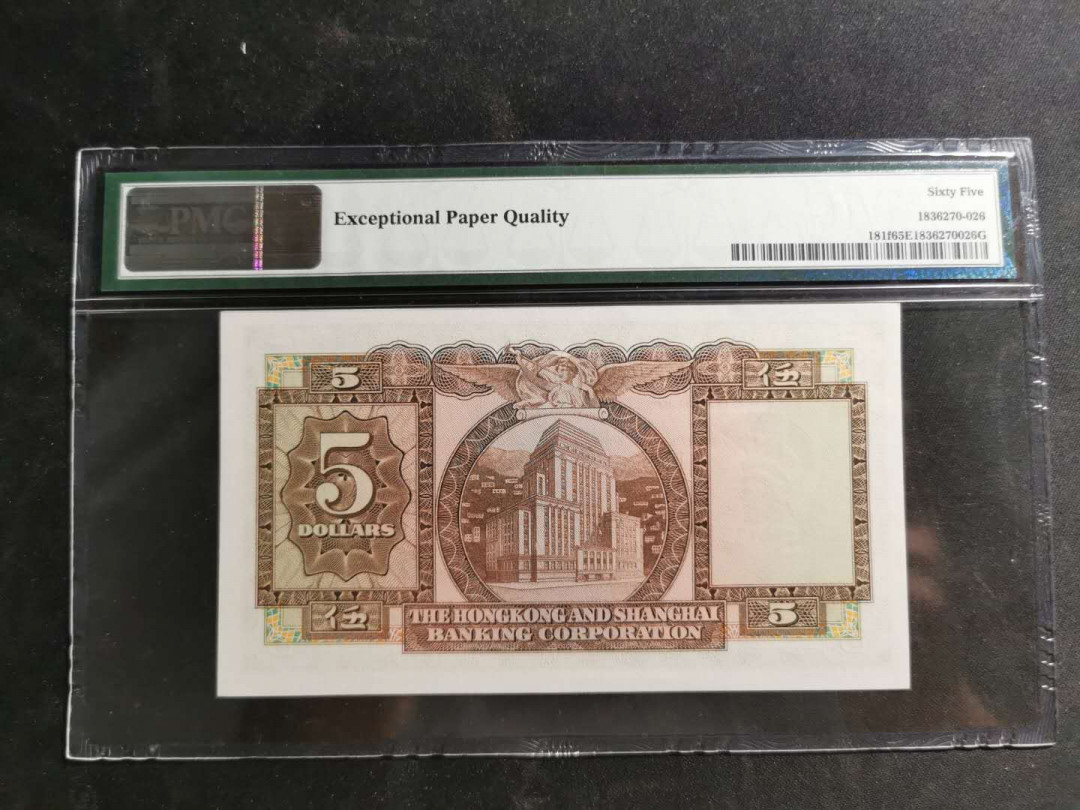 PMG
Exceptional Paper Quality
Sixty Five
1836270-026
181f65E1836270026G
5
伍
5
DOLLARS
伍
THE HONGKONG AND SHANGHAI
BANKING CORPORATION
5